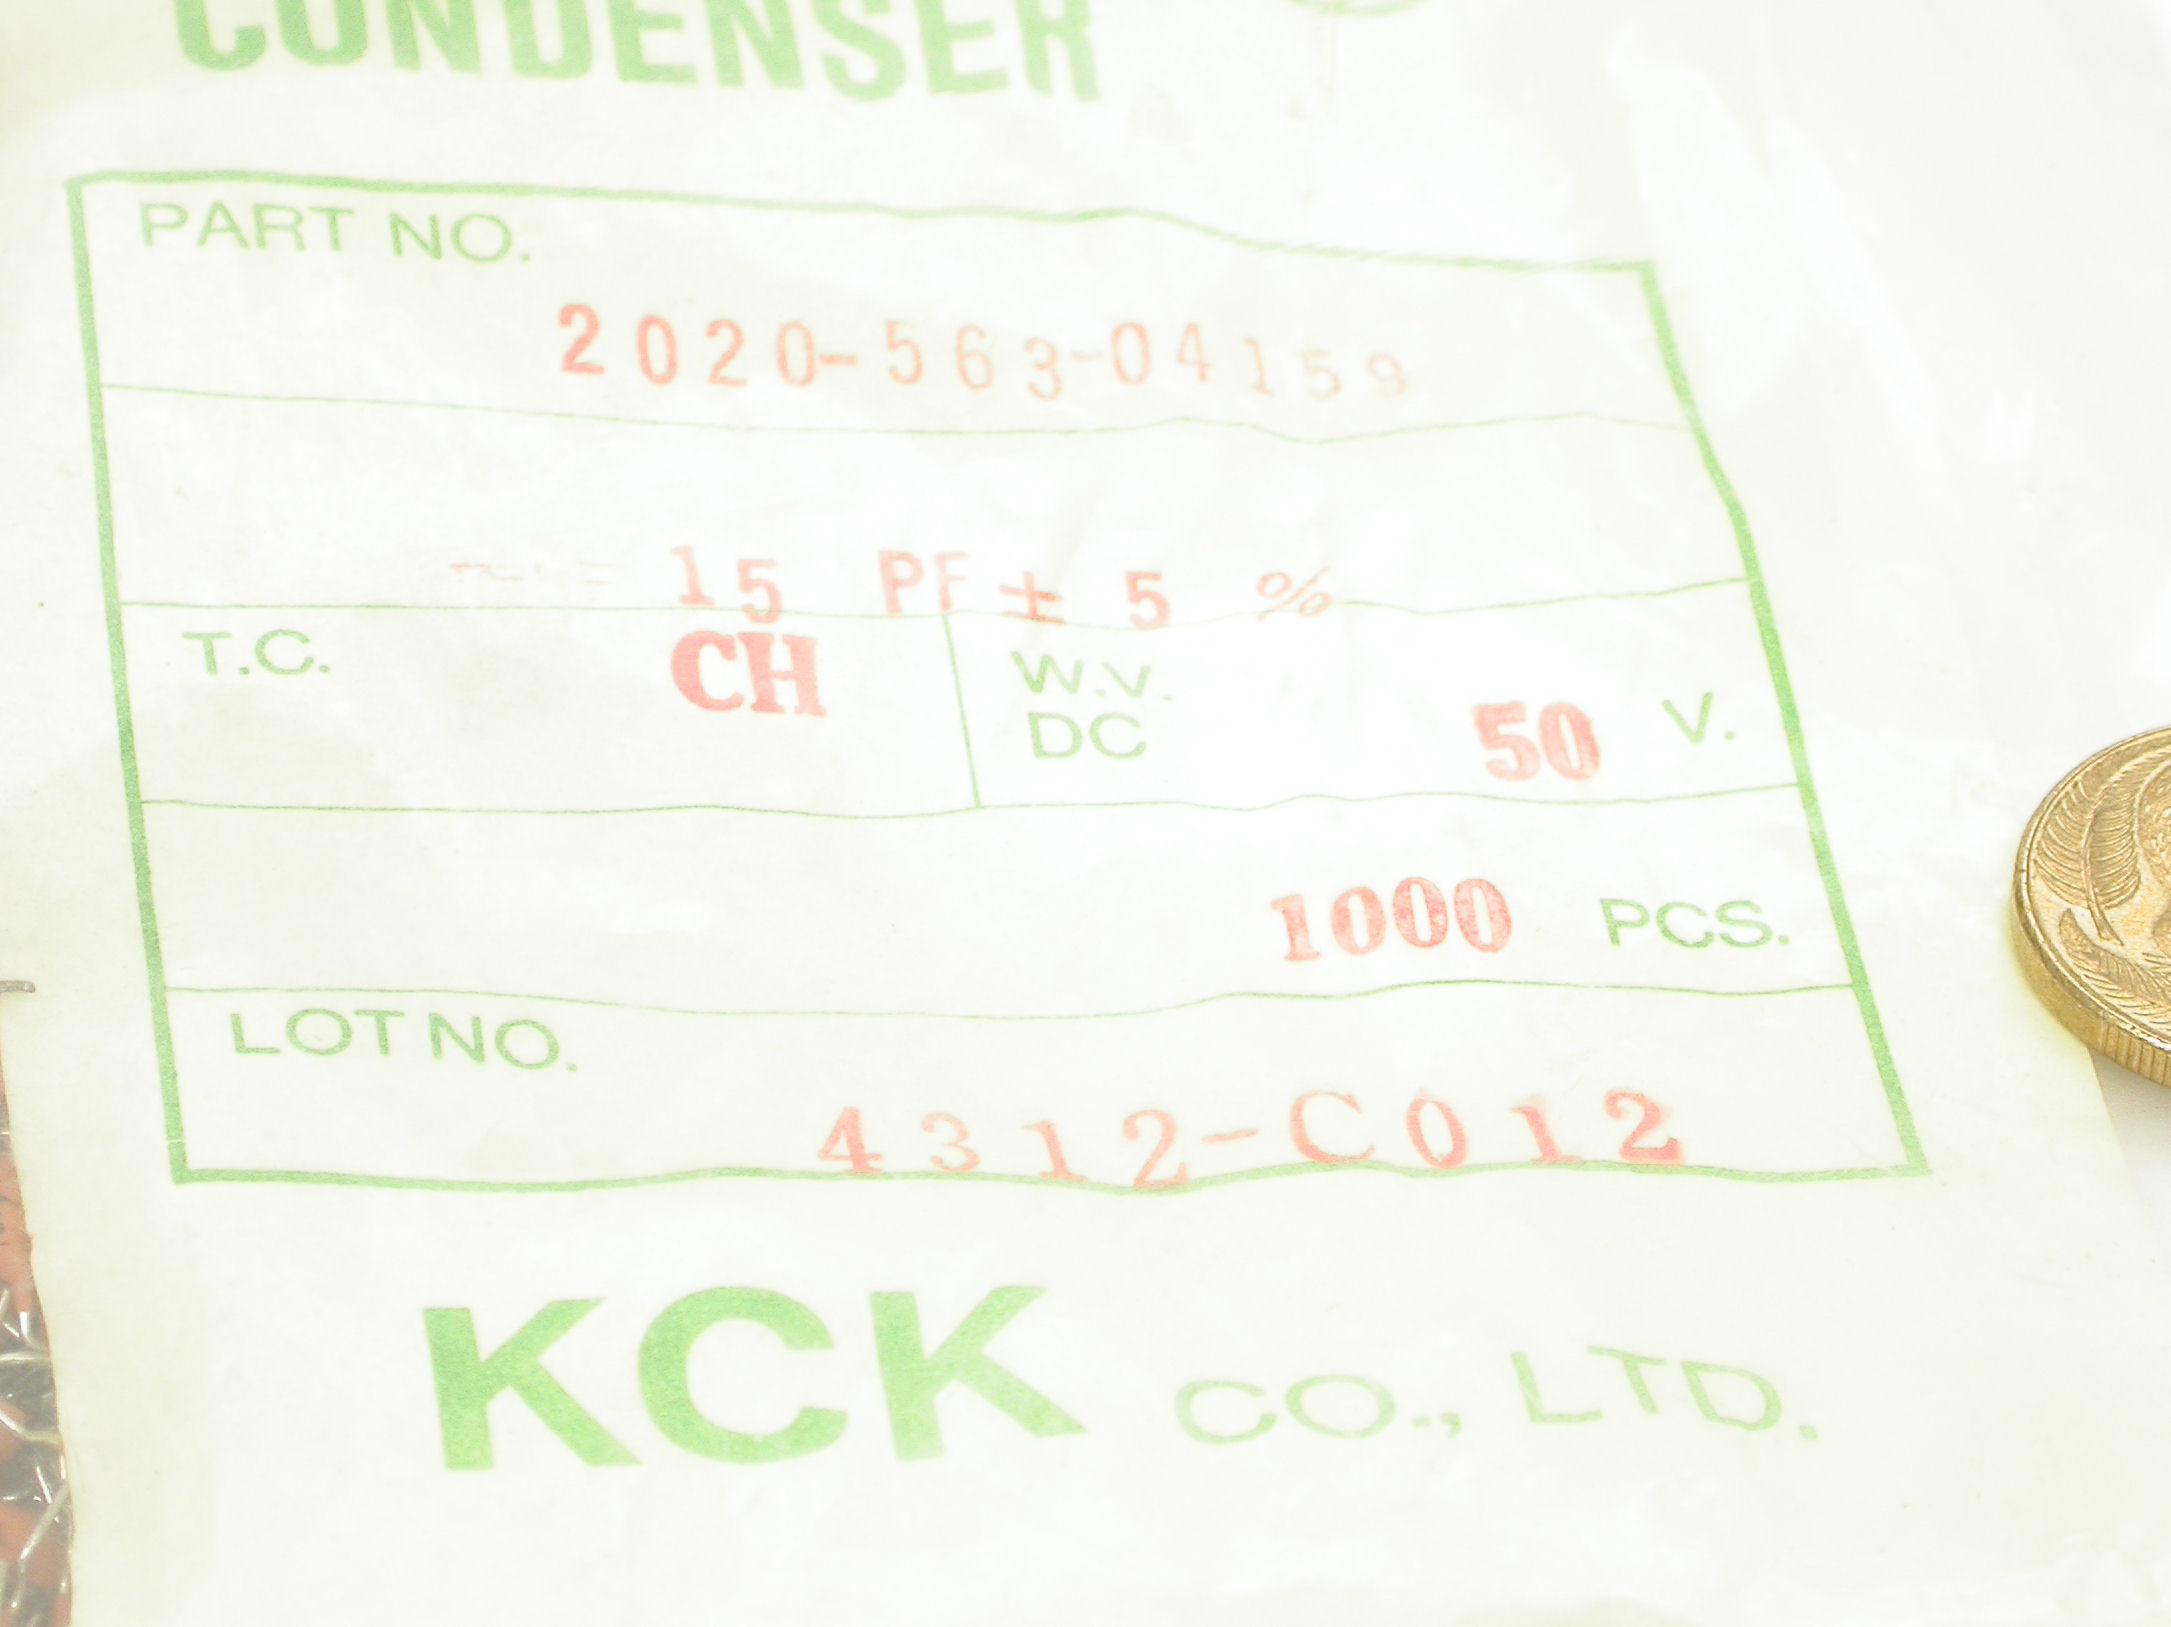 CONDENSER
PART NO.
2020-563-04159
15 PF ± 5 %
T.C. CH W.V. DC 50 V.
1000 PCS.
LOT NO.
4312-C012
KCK CO., LTD.